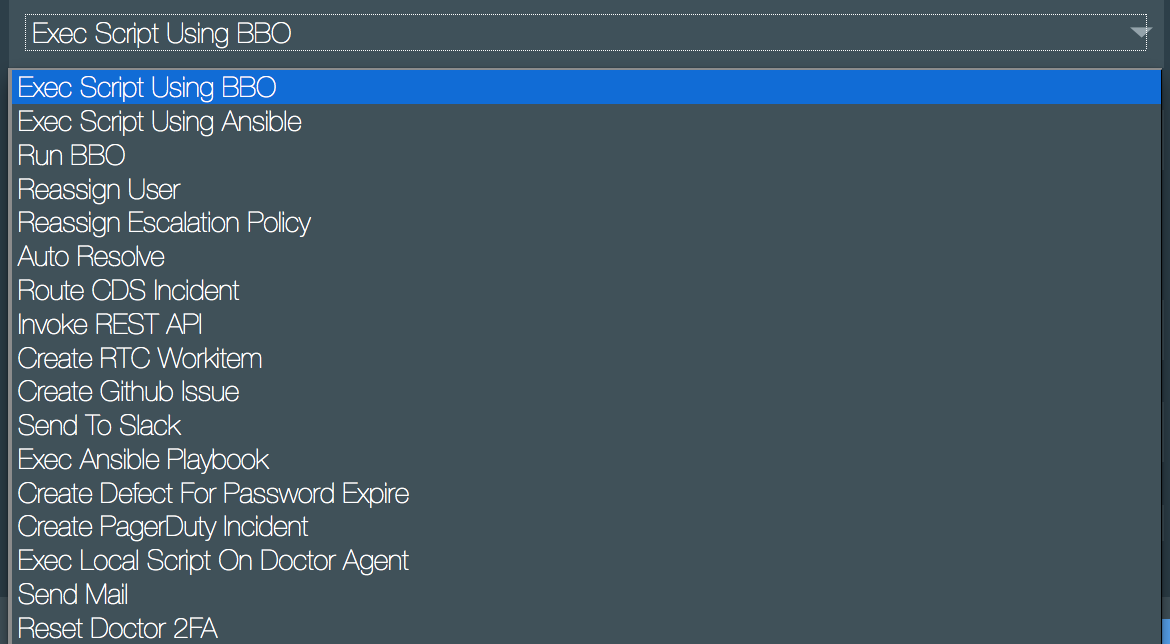 Exec Script Using BBO
Exec Script Using BBO
Exec Script Using Ansible
Run BBO
Reassign User
Reassign Escalation Policy
Auto Resolve
Route CDS Incident
Invoke REST API
Create RTC Workitem
Create Github Issue
Send To Slack
Exec Ansible Playbook
Create Defect For Password Expire
Create PagerDuty Incident
Exec Local Script On Doctor Agent
Send Mail
Reset Doctor 2FA